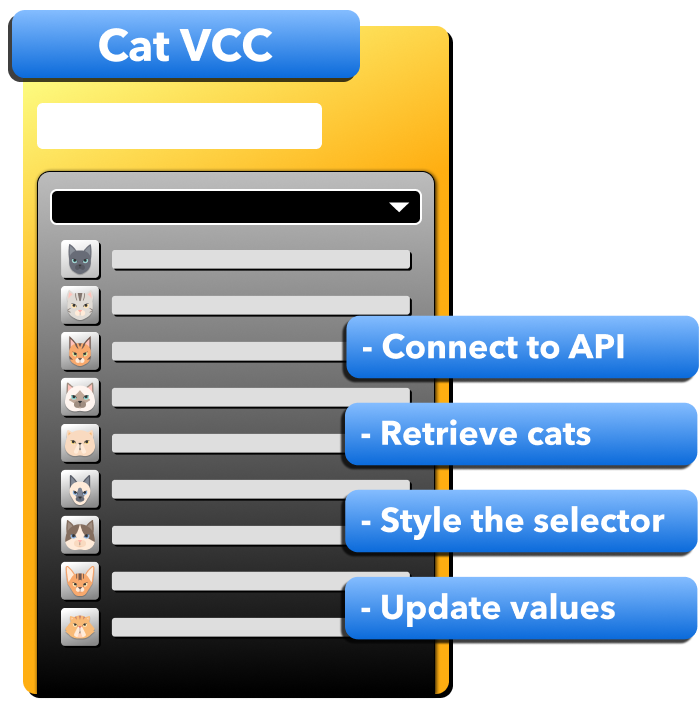 Cat VCC
- Connect to API
- Retrieve cats
- Style the selector
- Update values